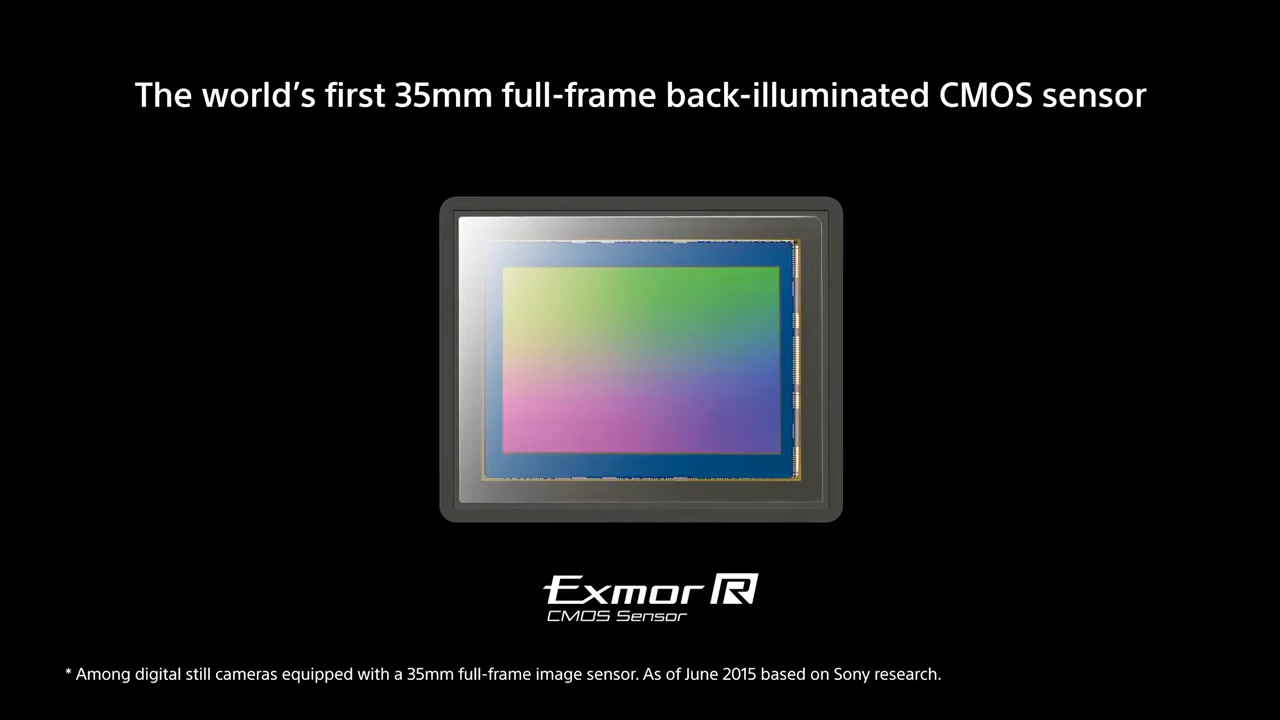 The world’s first 35mm full-frame back-illuminated CMOS sensor
Exmor R
CMOS Sensor
* Among digital still cameras equipped with a 35mm full-frame image sensor. As of June 2015 based on Sony research.